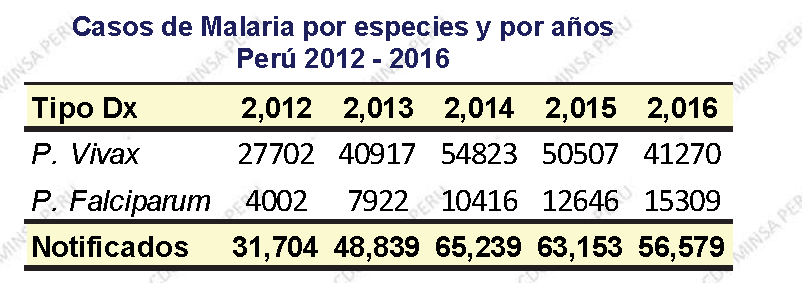 Casos de Malaria por especies y por años
Perú 2012 - 2016
Tipo Dx 2,012 2,013 2,014 2,015 2,016
P. Vivax 27702 40917 54823 50507 41270
P. Falciparum 4002 7922 10416 12646 15309
Notificados 31,704 48,839 65,239 63,153 56,579